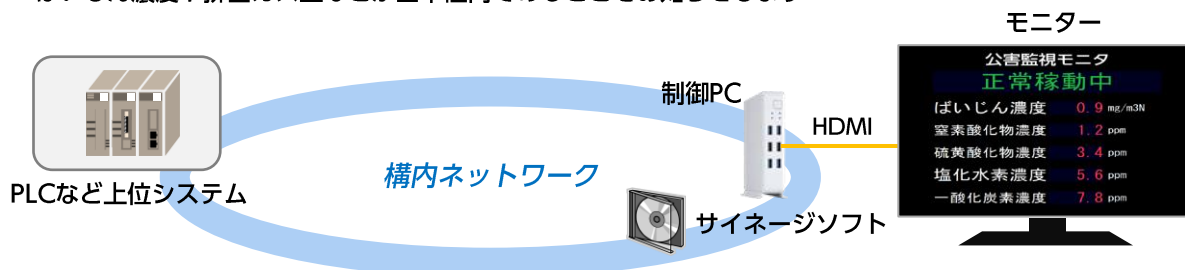 モニター
公害監視モニタ
正常稼動中
ばいじん濃度 0.9 mg/m3N
窒素酸化物濃度 1.2 ppm
硫黄酸化物濃度 3.4 ppm
塩化水素濃度 5.6 ppm
一酸化炭素濃度 7.8 ppm
制御PC
HDMI
構内ネットワーク
PLCなど上位システム
サイネージソフト